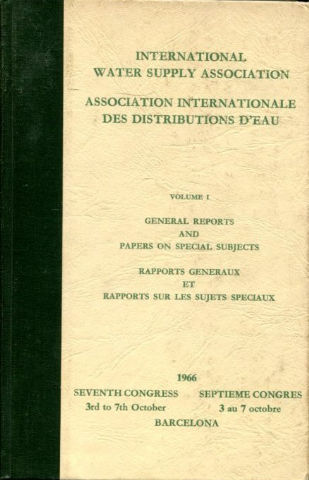 INTERNATIONAL
WATER SUPPLY ASSOCIATION
ASSOCIATION INTERNATIONALE
DES DISTRIBUTIONS D'EAU
VOLUME I
GENERAL REPORTS
AND
PAPERS ON SPECIAL SUBJECTS
RAPPORTS GENERAUX
ET
RAPPORTS SUR LES SUJETS SPECIAUX
1966
SEVENTH CONGRESS SEPTIEME CONGRES
3rd to 7th October 3 au 7 octobre
BARCELONA